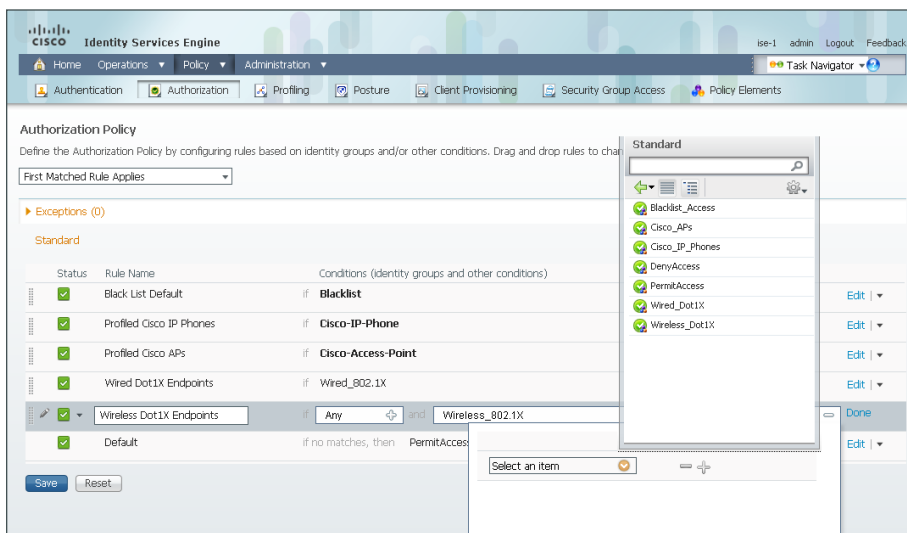 CISCO Identity Services Engine
ise-1 admin Logout Feedback
Home Operations Policy Administration
Task Navigator
Authentication Authorization Profiling Posture Client Provisioning Security Group Access Policy Elements
Authorization Policy
Define the Authorization Policy by configuring rules based on identity groups and/or other conditions. Drag and drop rules to char
First Matched Rule Applies
Exceptions (0)
Standard
Status Rule Name Conditions (identity groups and other conditions)
Black List Default if Blacklist Edit |
Profiled Cisco IP Phones if Cisco-IP-Phone Edit |
Profiled Cisco APs if Cisco-Access-Point Edit |
Wired Dot1X Endpoints if Wired_802.1X Edit |
Wireless Dot1X Endpoints if Any and Wireless_802.1X Done
Default if no matches, then PermitAccess Edit |
Save Reset
Standard
Blacklist_Access
Cisco_APs
Cisco_IP_Phones
DenyAccess
PermitAccess
Wired_Dot1X
Wireless_Dot1X
Select an item